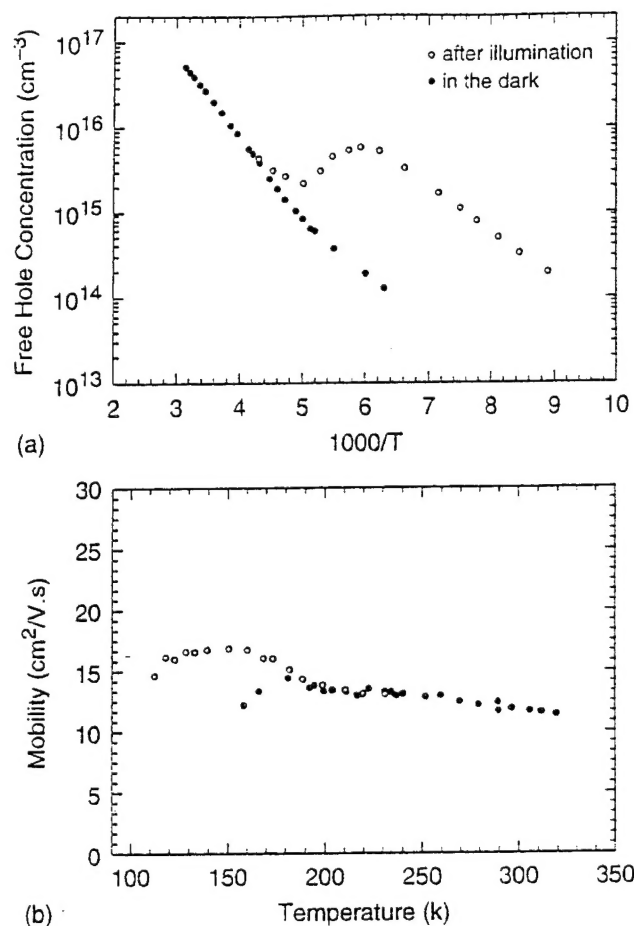 10^17
10^16
10^15
10^14
10^13
Free Hole Concentration (cm^-3)
○ after illumination
● in the dark
2 3 4 5 6 7 8 9 10
(a)
1000/T
30
25
20
15
10
5
0
Mobility (cm^2/V.s)
100 150 200 250 300 350
(b)
Temperature (k)